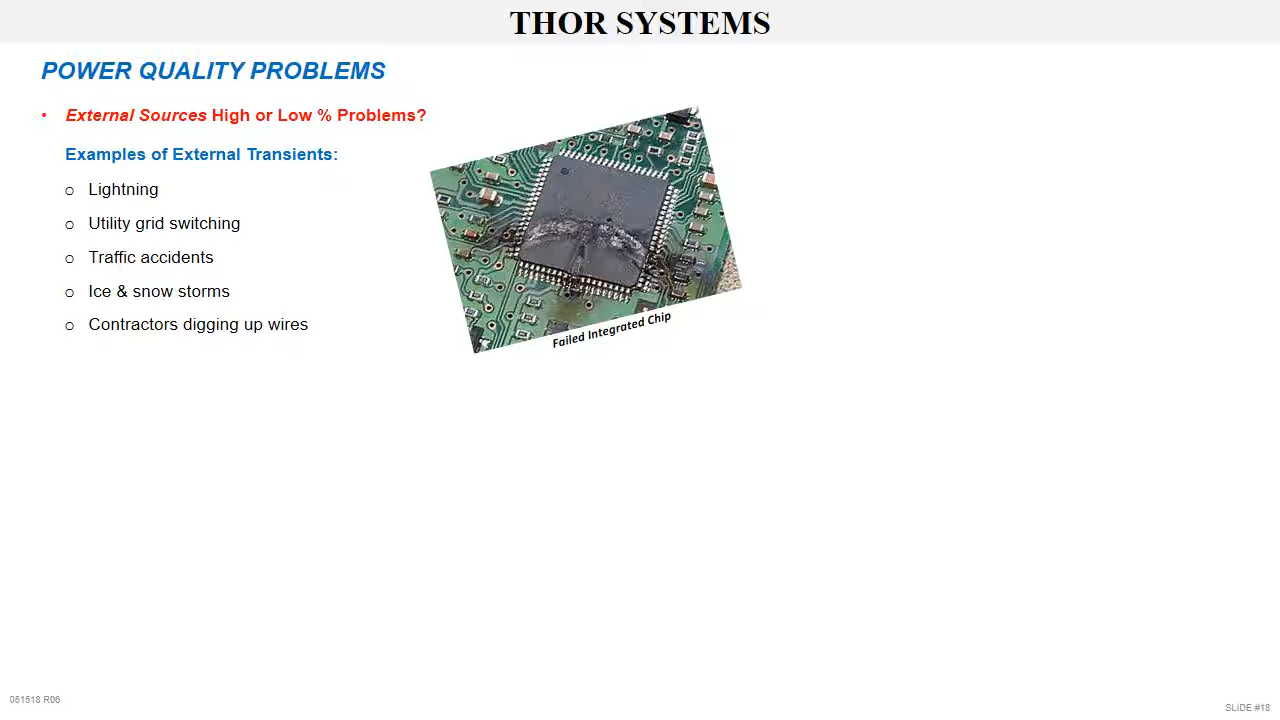 THOR SYSTEMS
POWER QUALITY PROBLEMS
• External Sources High or Low % Problems?
Examples of External Transients:
o Lightning
o Utility grid switching
o Traffic accidents
o Ice & snow storms
o Contractors digging up wires
Failed Integrated Chip
051518 R06
SLIDE #18